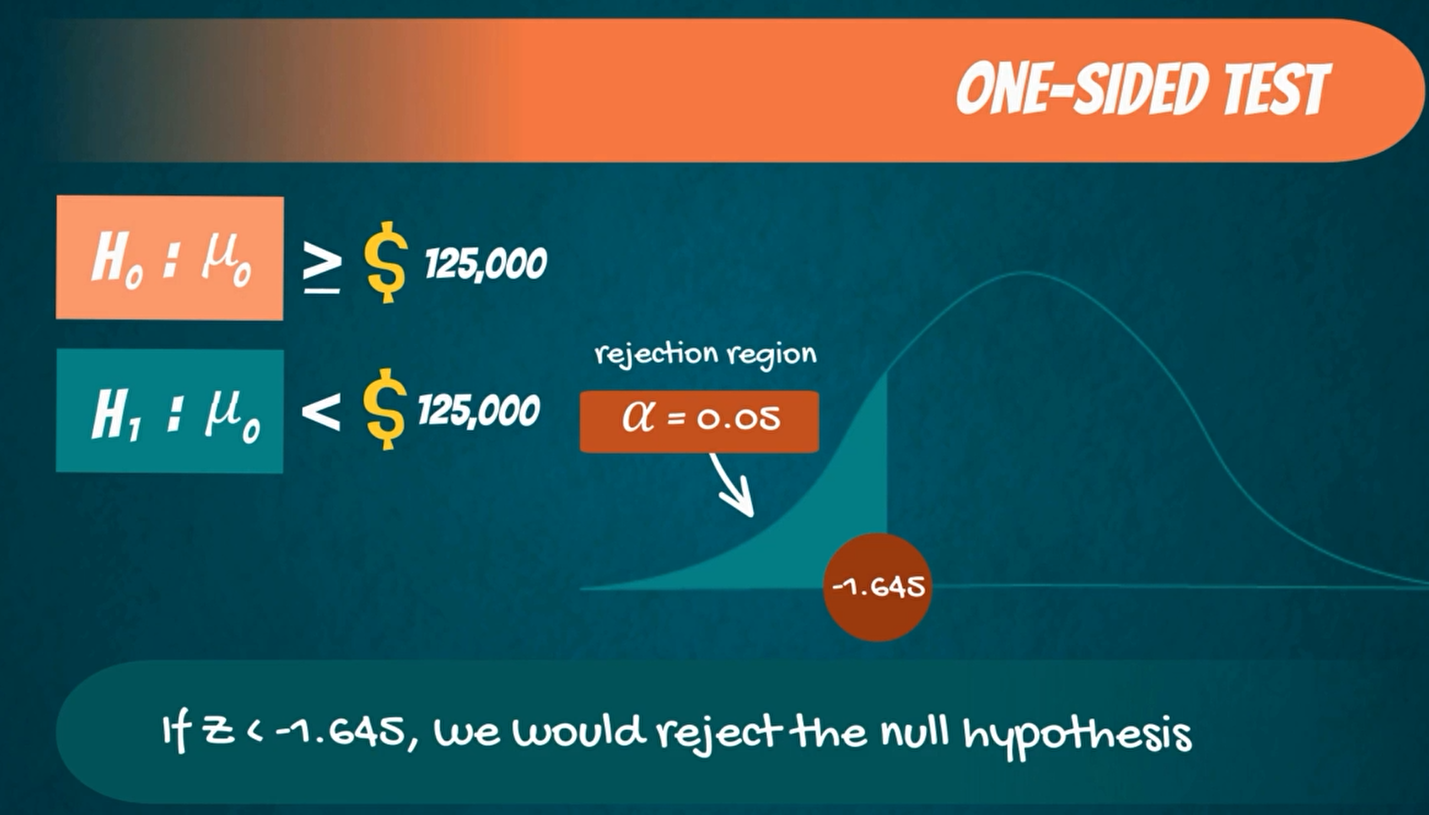 ONE-SIDED TEST
H₀ : μ₀ ≥ $ 125,000
H₁ : μ₀ < $ 125,000
rejection region
α = 0.05
-1.645
If Z < -1.645, we would reject the null hypothesis